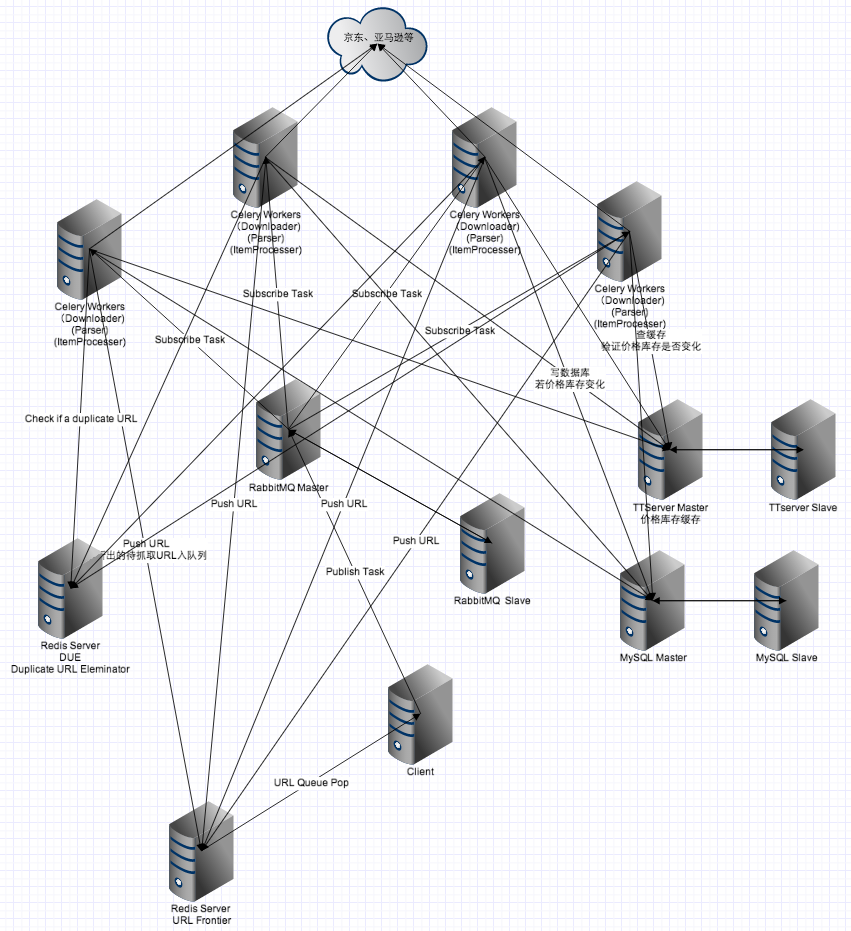 京东、亚马逊等
Celery Workers
(Downloader)
(Parser)
(ItemProcesser)
Celery Workers
(Downloader)
(Parser)
(ItemProcesser)
Celery Workers
(Downloader)
(Parser)
(ItemProcesser)
Celery Workers
(Downloader)
(Parser)
(ItemProcesser)
Subscribe Task
Subscribe Task
Subscribe Task
Subscribe Task
查缓存
验证价格库存是否变化
写数据库
若价格库存变化
Check if a duplicate URL
RabbitMQ Master
TTServer Master
价格库存缓存
TTserver Slave
Push URL
Push URL
Push URL
出的待抓取URL入队列
Push URL
Publish Task
RabbitMQ Slave
Redis Server
DUE
Duplicate URL Eleminator
MySQL Master
MySQL Slave
Client
URL Queue Pop
Redis Server
URL Frontier